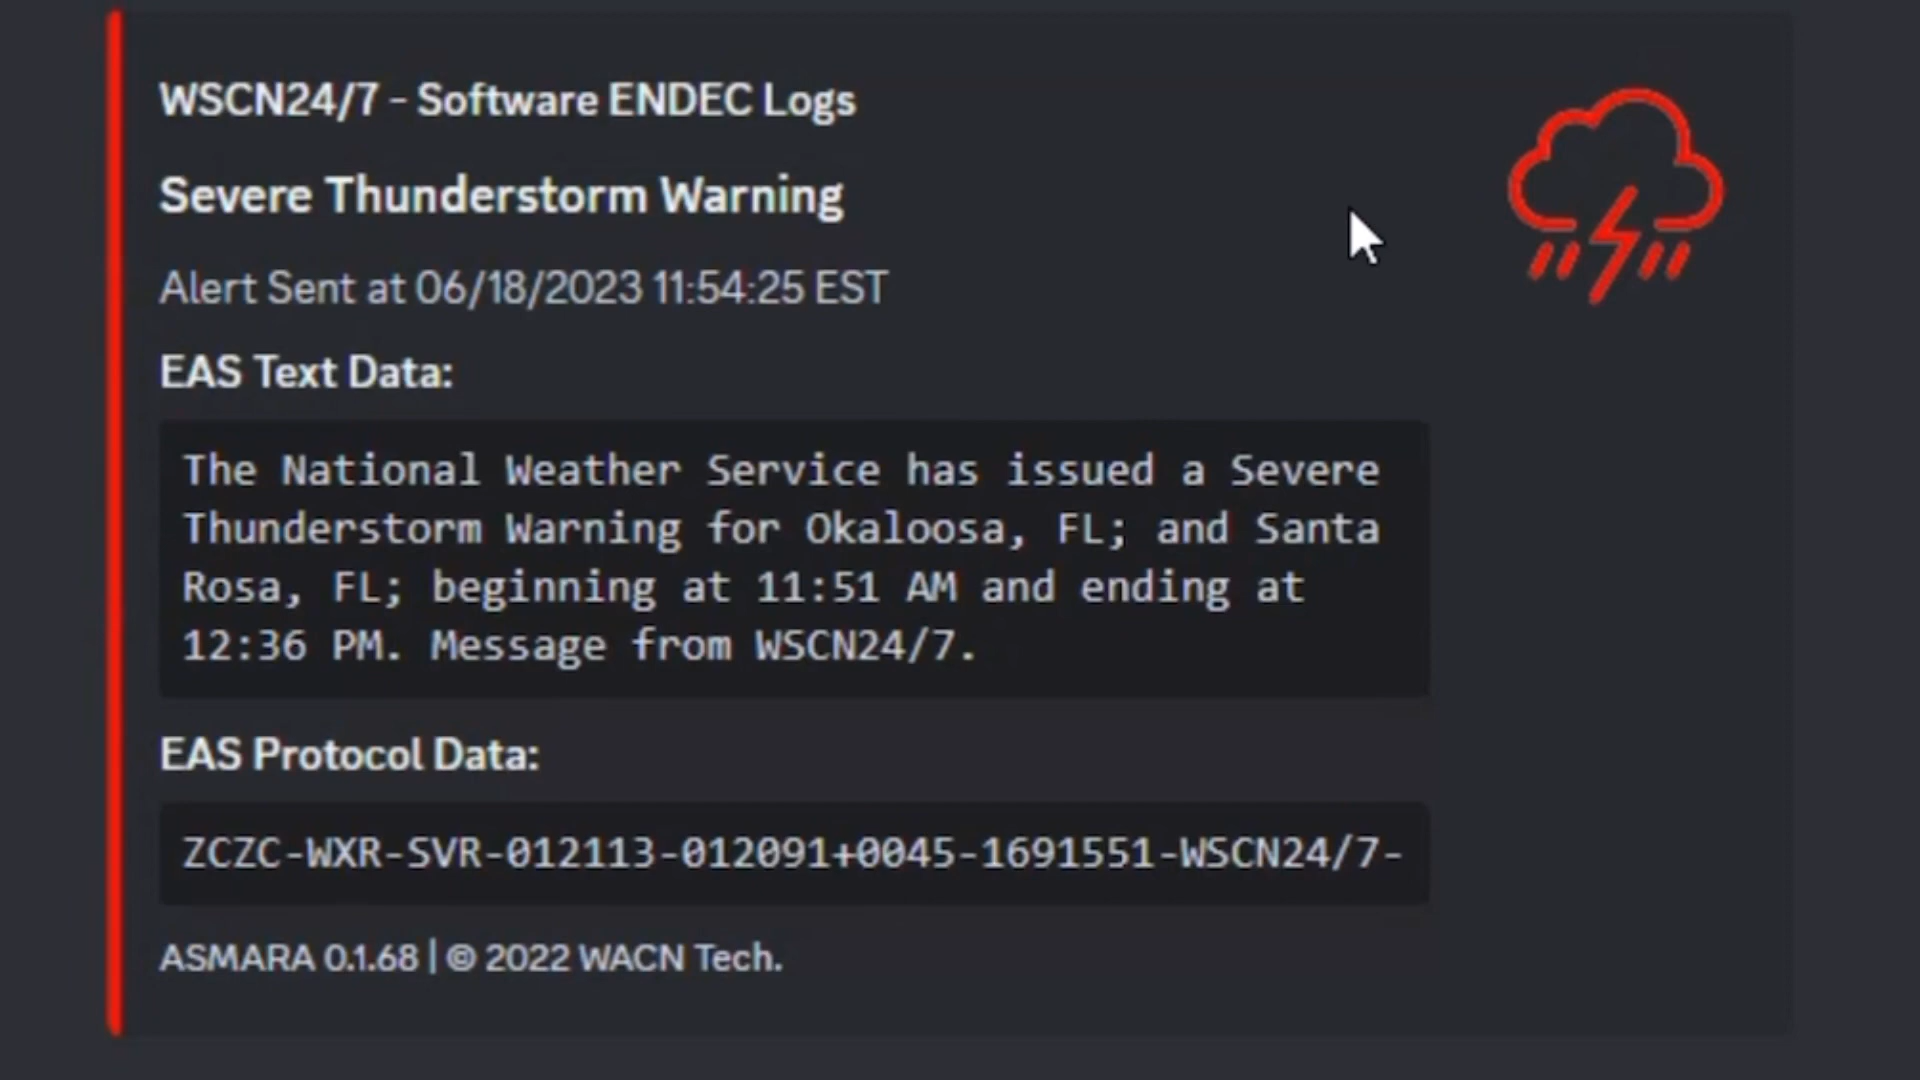 WSCN24/7 - Software ENDEC Logs
Severe Thunderstorm Warning
Alert Sent at 06/18/2023 11:54:25 EST
EAS Text Data:
The National Weather Service has issued a Severe
Thunderstorm Warning for Okaloosa, FL; and Santa
Rosa, FL; beginning at 11:51 AM and ending at
12:36 PM. Message from WSCN24/7.
EAS Protocol Data:
ZCZC-WXR-SVR-012113-012091+0045-1691551-WSCN24/7-
ASMARA 0.1.68 | © 2022 WACN Tech.